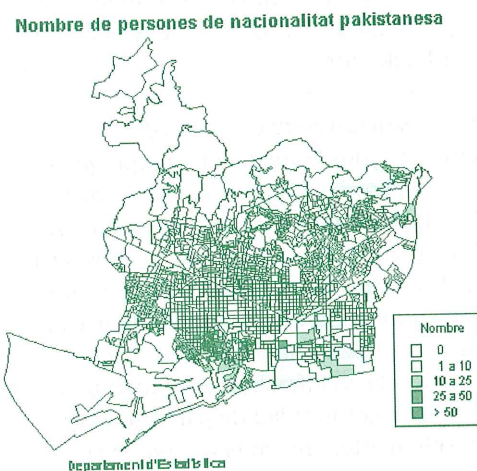 Nombre de persones de nacionalitat pakistanesa
Nombre
0
1 a 10
10 a 25
25 a 50
> 50
Departament d'Estadística